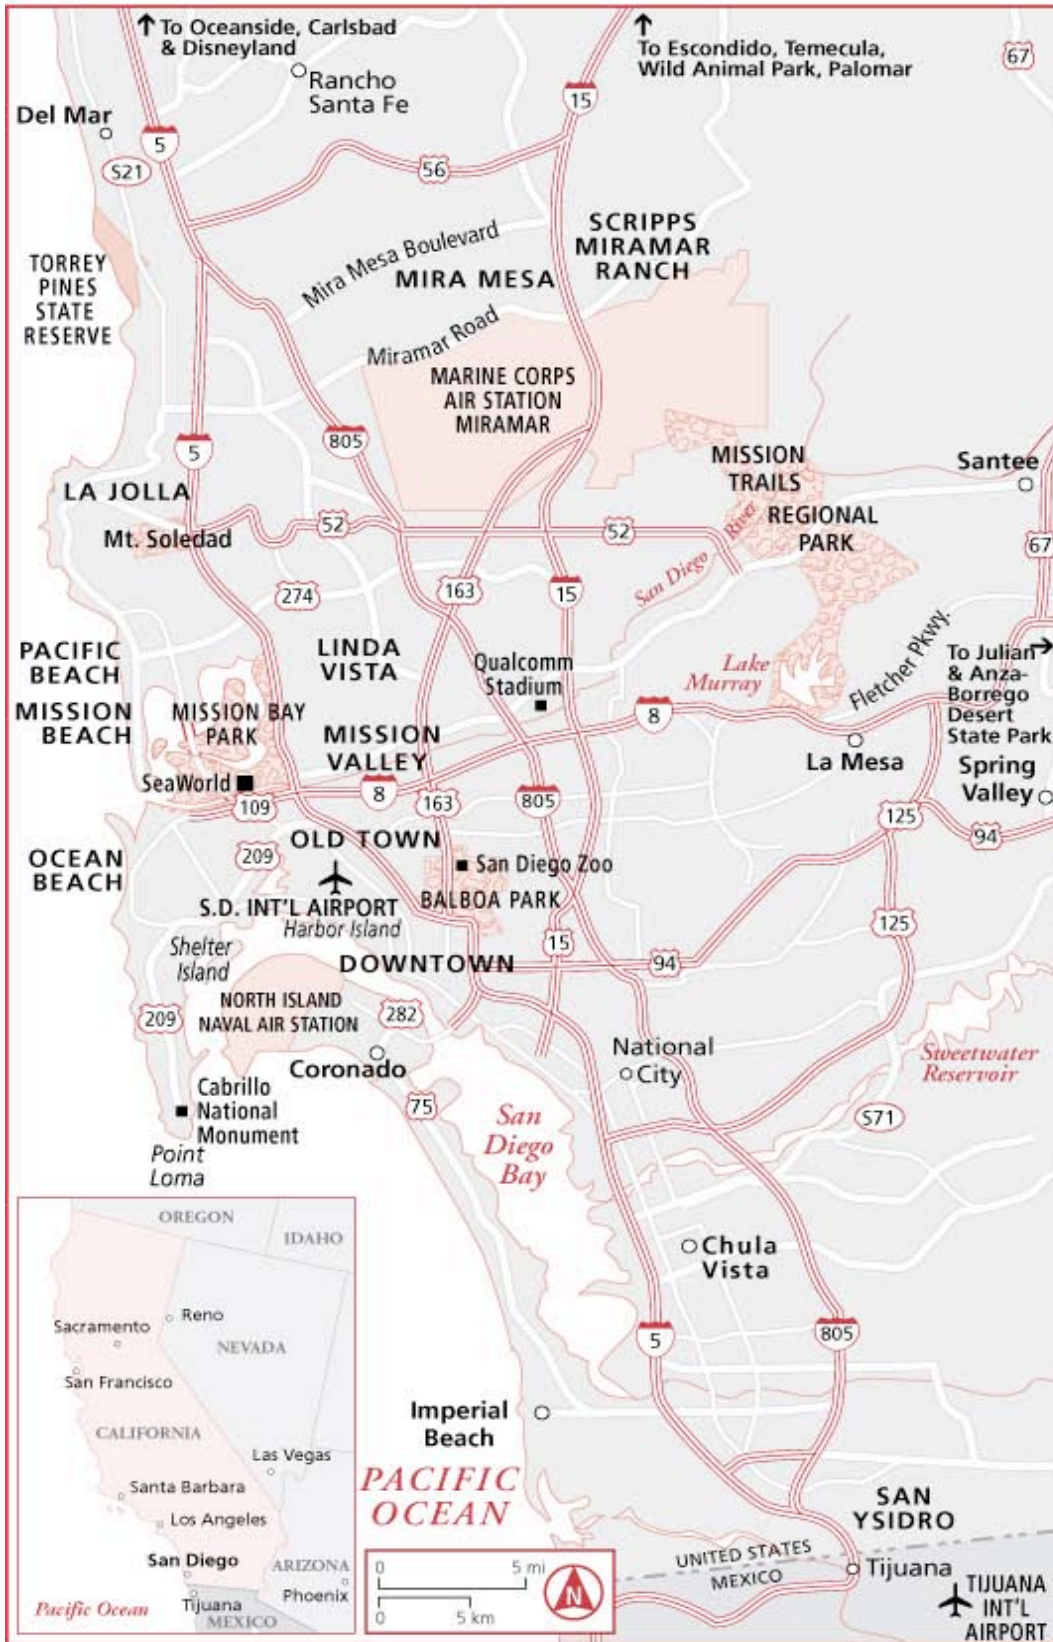 To Oceanside, Carlsbad
& Disneyland
To Escondido, Temecula,
Wild Animal Park, Palomar
67
Rancho
Santa Fe
15
Del Mar
5
S21
56
SCRIPPS
MIRAMAR
RANCH
Mira Mesa Boulevard
MIRA MESA
TORREY
PINES
STATE
RESERVE
Miramar Road
MARINE CORPS
AIR STATION
MIRAMAR
5
805
MISSION
TRAILS
Santee
LA JOLLA
REGIONAL
PARK
Mt. Soledad
52
52
67
San Diego
River
274
163
15
PACIFIC
BEACH
LINDA
VISTA
Qualcomm
Stadium
Lake
Murray
Fletcher Pkwy.
To Julian
& Anza-
Borrego
Desert
State Park
MISSION
BEACH
MISSION BAY
PARK
8
MISSION
VALLEY
La Mesa
Spring
Valley
SeaWorld
8
109
163
805
125
94
OLD TOWN
OCEAN
BEACH
209
San Diego Zoo
S.D. INT'L AIRPORT
BALBOA PARK
Harbor Island
125
15
Shelter
Island
DOWNTOWN
94
NORTH ISLAND
NAVAL AIR STATION
209
282
National
City
Sweetwater
Reservoir
Coronado
Cabrillo
National
Monument
75
San
Diego
Bay
S71
Point
Loma
OREGON
IDAHO
Chula
Vista
Reno
Sacramento
NEVADA
5
805
San Francisco
CALIFORNIA
Imperial
Beach
Las Vegas
PACIFIC
OCEAN
Santa Barbara
Los Angeles
SAN
YSIDRO
San Diego
ARIZONA
Phoenix
Tijuana
MEXICO
Pacific Ocean
0 5 mi
0 5 km
N
UNITED STATES
MEXICO
Tijuana
TIJUANA
INT'L
AIRPORT